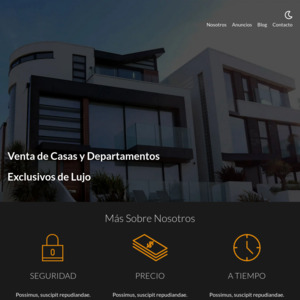 Nosotros Anuncios Blog Contacto
Venta de Casas y Departamentos
Exclusivos de Lujo
Más Sobre Nosotros
SEGURIDAD PRECIO A TIEMPO
Possimus, suscipit repudiandae. Possimus, suscipit repudiandae. Possimus, suscipit repudiandae.